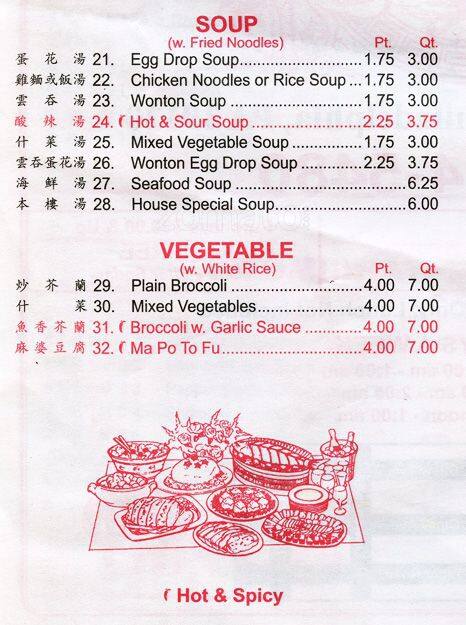 SOUP
(w. Fried Noodles) Pt. Qt.
蛋花湯 21. Egg Drop Soup............................1.75 3.00
雞麵或飯湯 22. Chicken Noodles or Rice Soup ...1.75 3.00
雲吞湯 23. Wonton Soup ..............................1.75 3.00
酸辣湯 24. Hot & Sour Soup .........................2.25 3.75
什菜湯 25. Mixed Vegetable Soup ................1.75 3.00
雲吞蛋花湯 26. Wonton Egg Drop Soup ..............2.25 3.75
海鮮湯 27. Seafood Soup .......................................6.25
本樓湯 28. House Special Soup..............................6.00
VEGETABLE
(w. White Rice) Pt. Qt.
炒芥蘭 29. Plain Broccoli ..............................4.00 7.00
什菜 30. Mixed Vegetables........................4.00 7.00
魚香芥蘭 31. Broccoli w. Garlic Sauce ..............4.00 7.00
麻婆豆腐 32. Ma Po To Fu................................4.00 7.00
Hot & Spicy